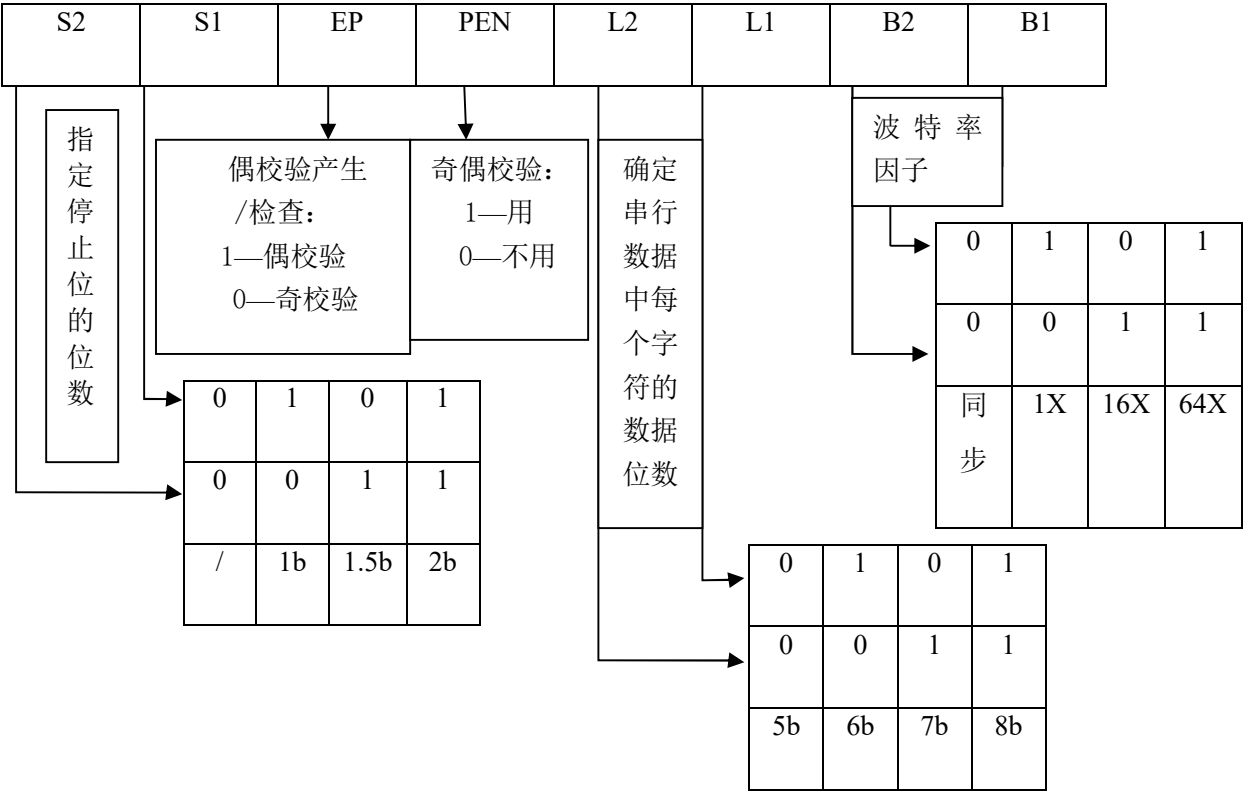 S2 S1 EP PEN L2 L1 B2 B1
指
定
停
止
位
的
位
数
偶校验产生
/检查：
1—偶校验
0—奇校验
奇偶校验：
1—用
0—不用
确定
串行
数据
中每
个字
符的
数据
位数
波特率
因子
0 1 0 1
0 0 1 1
同 1X 16X 64X
步
0 1 0 1
0 0 1 1
/ 1b 1.5b 2b
0 1 0 1
0 0 1 1
5b 6b 7b 8b